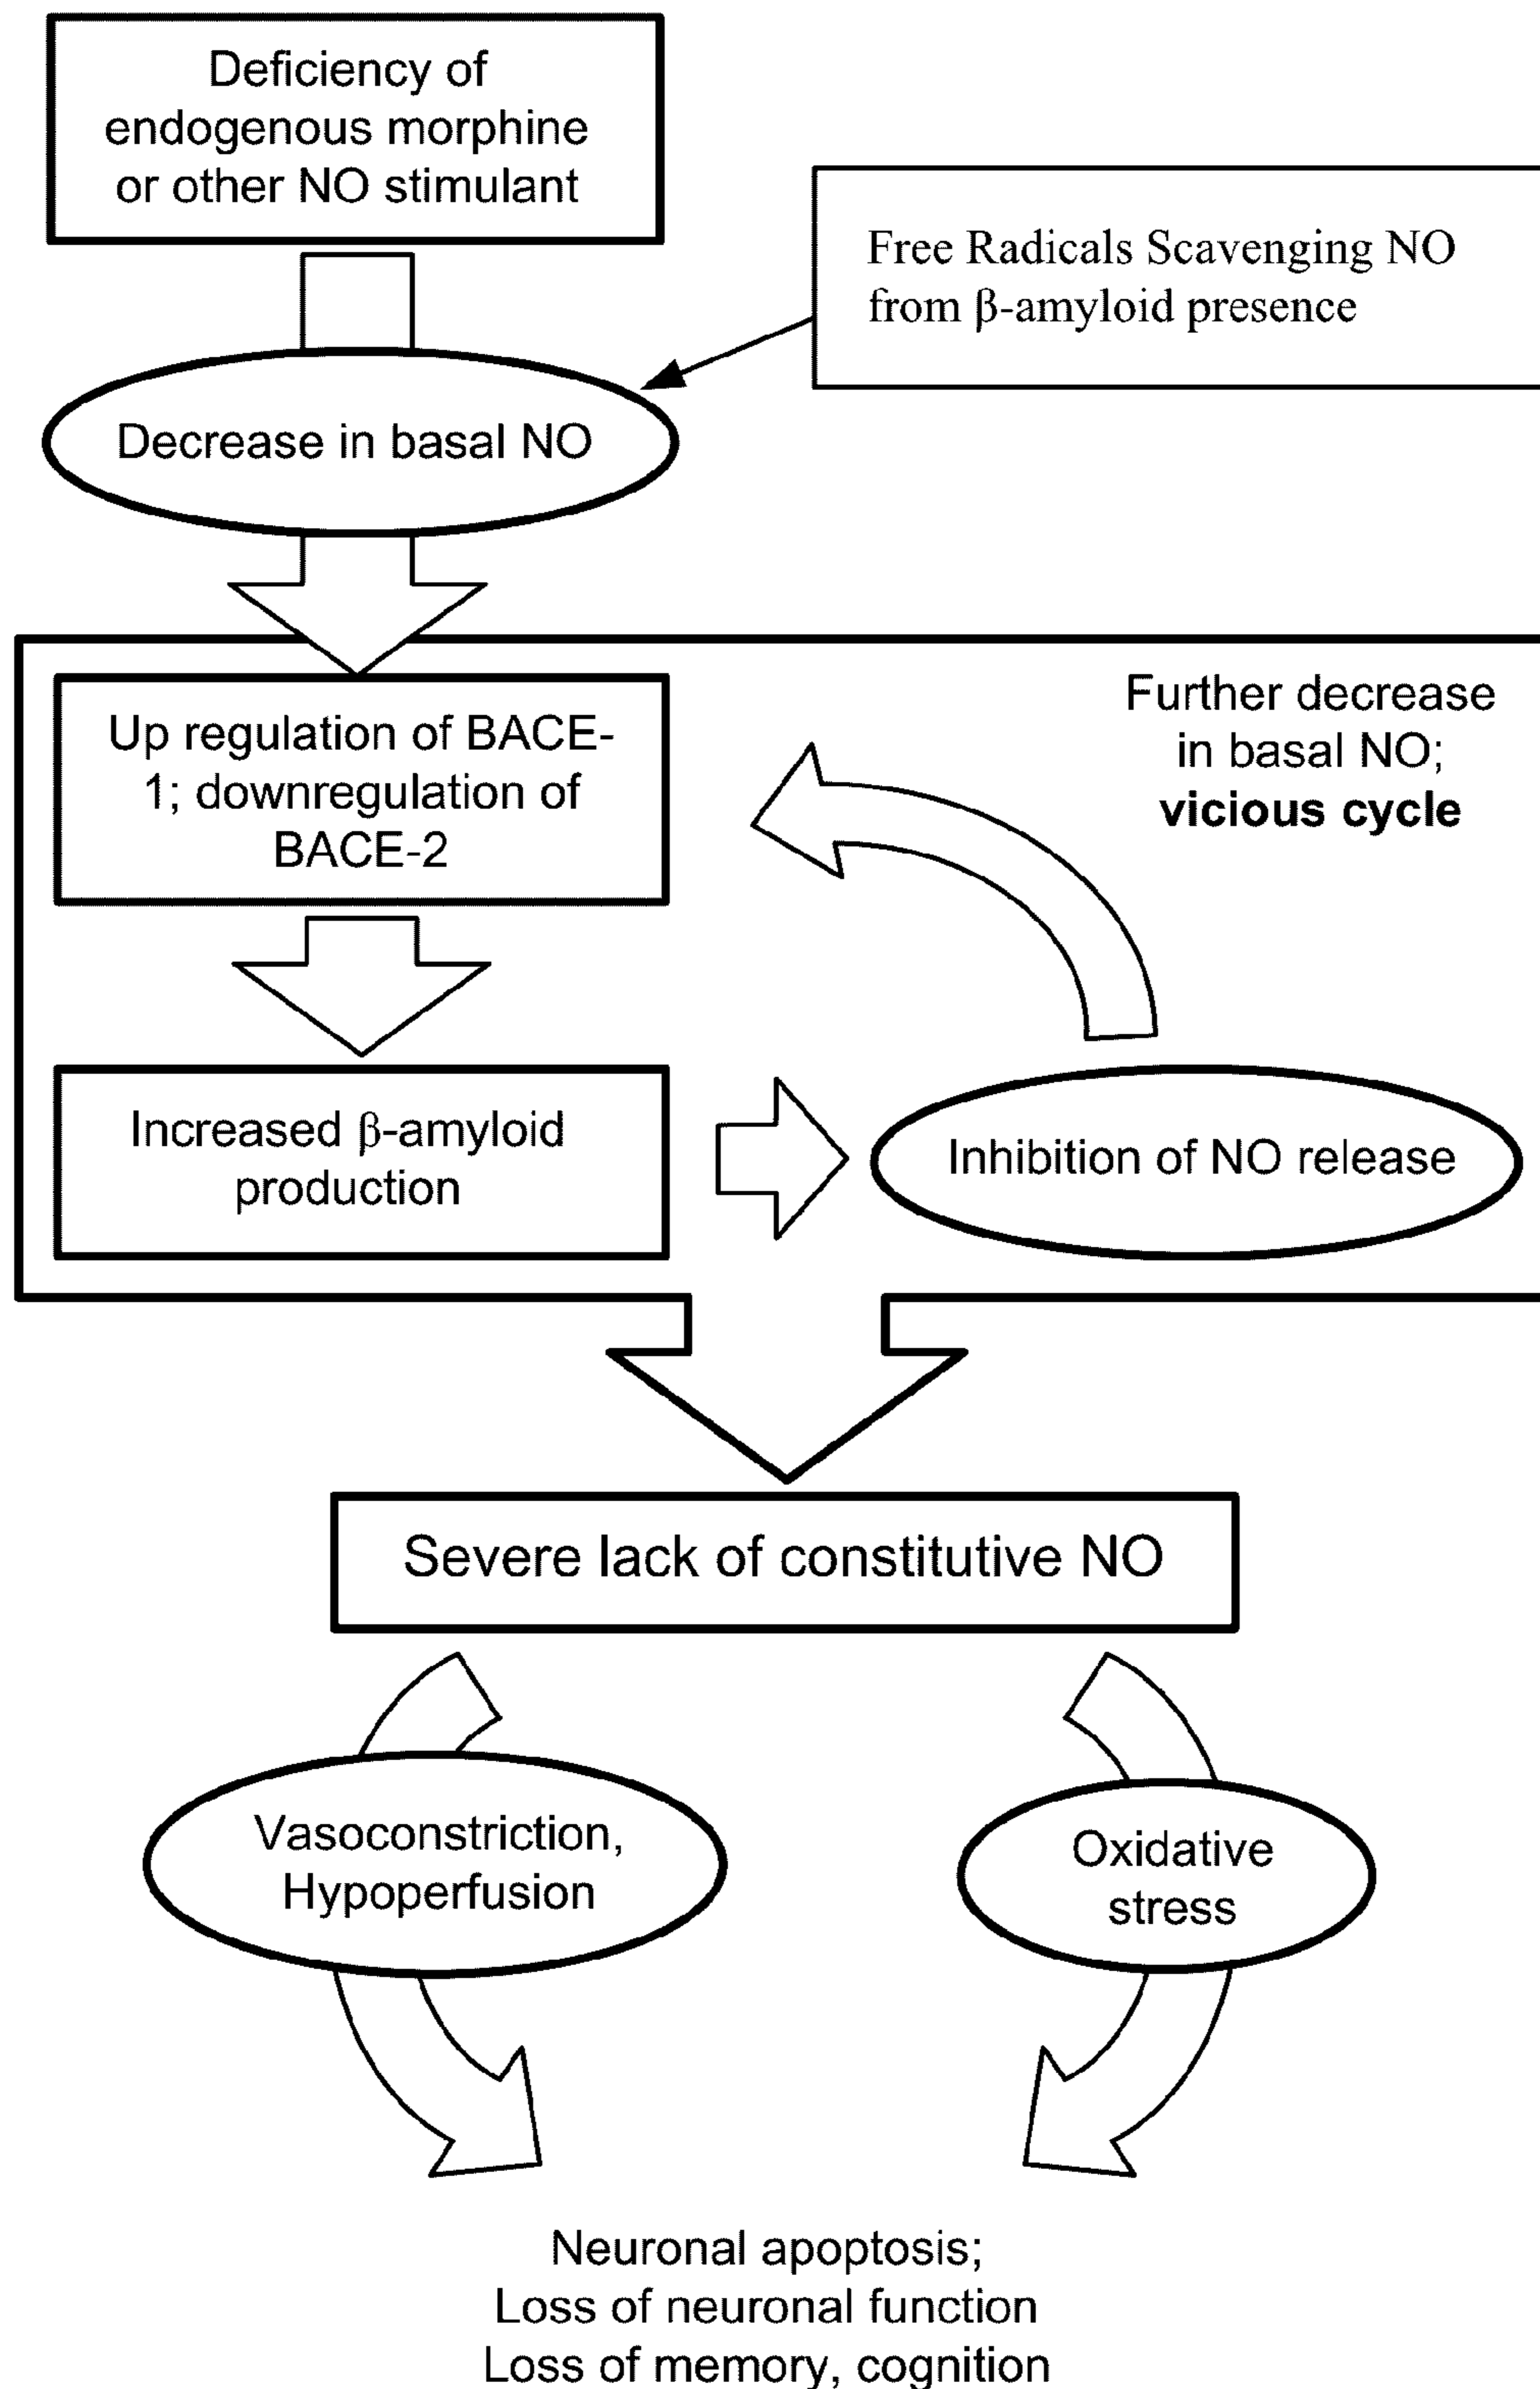 Deficiency of
endogenous morphine
or other NO stimulant
Free Radicals Scavenging NO
from β-amyloid presence
Decrease in basal NO
Up regulation of BACE-
1; downregulation of
BACE-2
Further decrease
in basal NO;
vicious cycle
Increased β-amyloid
production
Inhibition of NO release
Severe lack of constitutive NO
Vasoconstriction,
Hypoperfusion
Oxidative
stress
Neuronal apoptosis;
Loss of neuronal function
Loss of memory, cognition